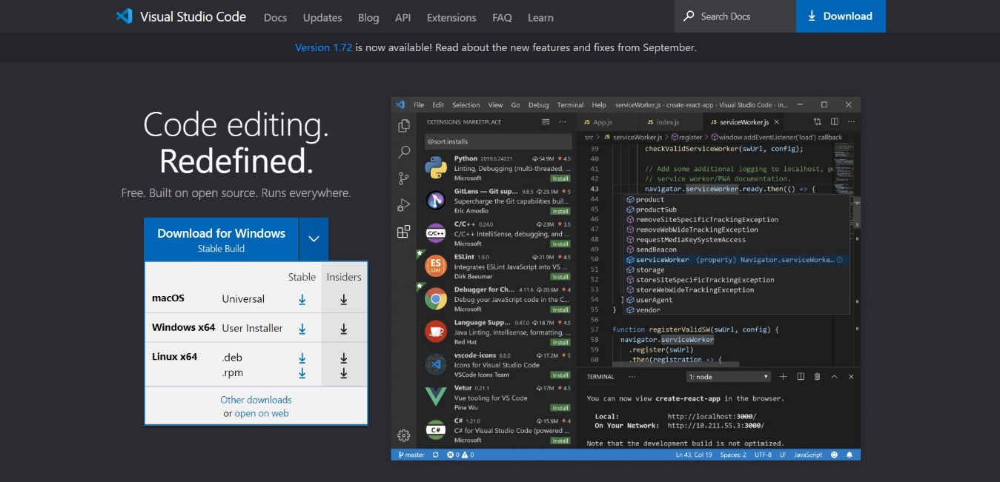 Visual Studio Code Docs Updates Blog API Extensions FAQ Learn Search Docs Download
Version 1.72 is now available! Read about the new features and fixes from September.
Code editing.
Redefined.
Free. Built on open source. Runs everywhere.
Download for Windows
Stable Build
Stable Insiders
macOS Universal
Windows x64 User Installer
Linux x64 .deb
.rpm
Other downloads
or open on web
File Edit Selection View Go Debug Terminal Help serviceWorker.js - create-react-app - Visual Studio Code - In...
EXTENSIONS: MARKETPLACE ...
@sort:installs
Python 2019.6.24221 54.9M ★ 4.5
Linting, Debugging (multi-threaded, ...
Microsoft Install
GitLens — Git sup... 9.8.5 23.1M ★ 5
Supercharge the Git capabilities buil...
Eric Amodio Install
C/C++ 0.24.0 23M ★ 3.5
C/C++ IntelliSense, debugging, and ...
C/C++
Microsoft Install
ESLint 1.9.0 21.9M ★ 4.5
Integrates ESLint JavaScript into VS ...
ES
Lint
Dirk Baeumer Install
Debugger for Ch... 4.11.6 20.6M ★ 4
Debug your JavaScript code in the C...
Microsoft Install
Language Supp... 0.47.0 18.7M ★ 4.5
Java Linting, Intellisense, formatting, ...
Red Hat Install
vscode-icons 8.8.0 17.2M ★ 5
Icons for Visual Studio Code
VSCode Icons Team Install
Vetur 0.21.1 17M ★ 4.5
Vue tooling for VS Code
Pine Wu Install
C# 1.21.0 15.6M ★ 4
C# for Visual Studio Code (powered ...
C#
Microsoft Install
JS App.js JS index.js JS serviceWorker.js × ...
src > JS serviceWorker.js > register > window.addEventListener('load') callback
39 checkValidServiceWorker(swUrl, config);
40
41 // Add some additional logging to localhost, p
42 // service worker/PWA documentation.
43 navigator.serviceWorker.ready.then(() => {
44 product
45 productSub
46 removeSiteSpecificTrackingException
47 removeWebWideTrackingException
48 requestMediaKeySystemAccess
49 sendBeacon
50 serviceWorker (property) Navigator.serviceWorke...
51 storage
52 storeSiteSpecificTrackingException
53 storeWebWideTrackingException
54 } userAgent
55 } vendor
56
57 function registerValidSW(swUrl, config) {
58 navigator.serviceWorker
59 .register(swUrl)
60 .then(registration => {
TERMINAL ... 1: node
You can now view create-react-app in the browser.
Local: http://localhost:3000/
On Your Network: http://10.211.55.3:3000/
Note that the development build is not optimized.
master 0 0 Ln 43, Col 19 Spaces: 2 UTF-8 LF JavaScript